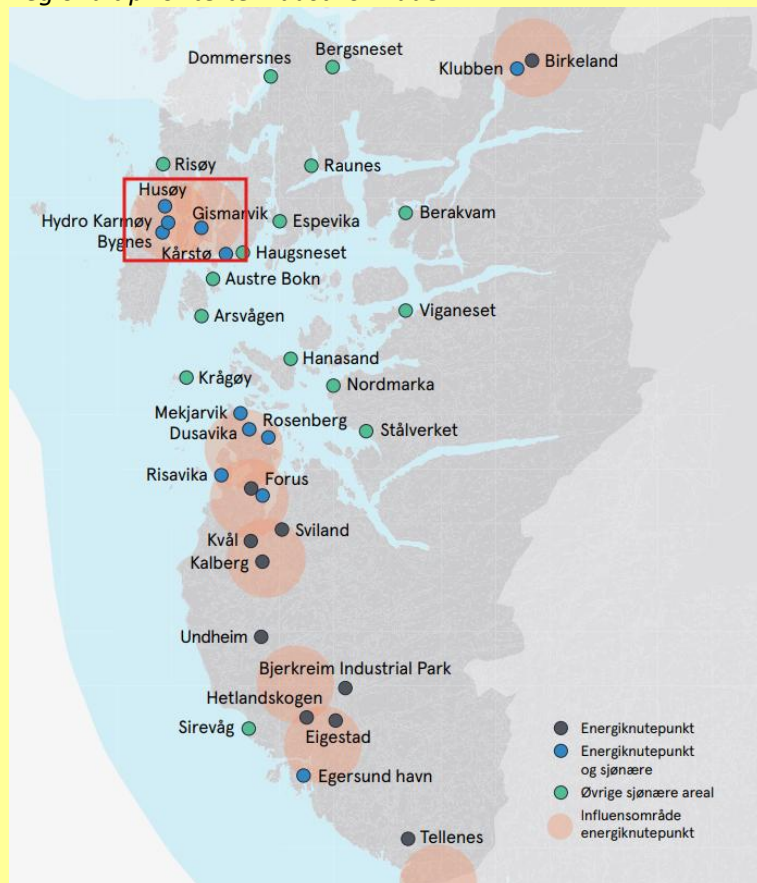 Dommersnes
Bergsneset
Klubben
Birkeland
Risøy
Raunes
Husøy
Hydro Karmøy
Gismarvik
Bygnes
Espevika
Berakvam
Kårstø
Haugsneset
Austre Bokn
Arsvågen
Viganeset
Hanasand
Krågøy
Nordmarka
Mekjarvik
Rosenberg
Dusavika
Stålverket
Risavika
Forus
Sviland
Kvål
Kalberg
Undheim
Bjerkreim Industrial Park
Hetlandskogen
Sirevåg
Eigestad
Egersund havn
Tellenes
Energiknutepunkt
Energiknutepunkt
og sjønære
Øvrige sjønære areal
Influensområde
energiknutepunkt